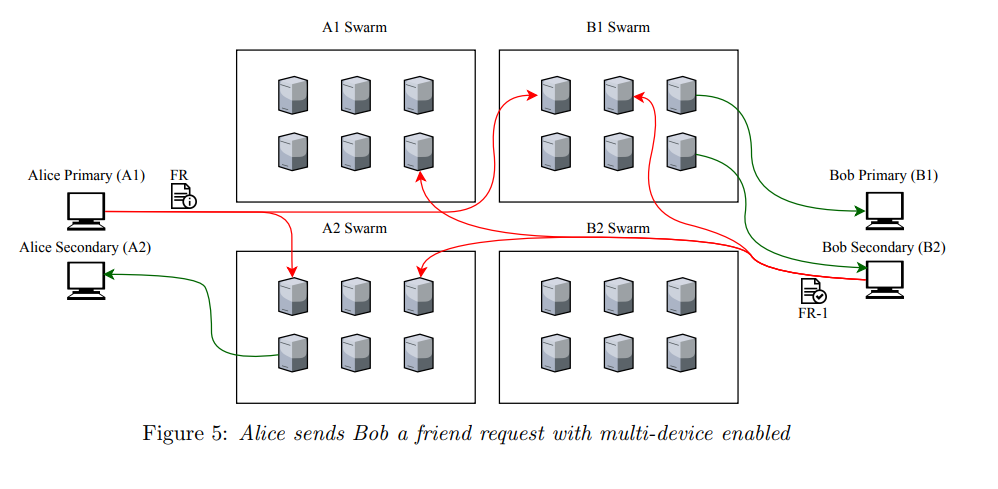 A1 Swarm
B1 Swarm
Alice Primary (A1)
FR
Bob Primary (B1)
A2 Swarm
B2 Swarm
Alice Secondary (A2)
Bob Secondary (B2)
FR-1
Figure 5: Alice sends Bob a friend request with multi-device enabled